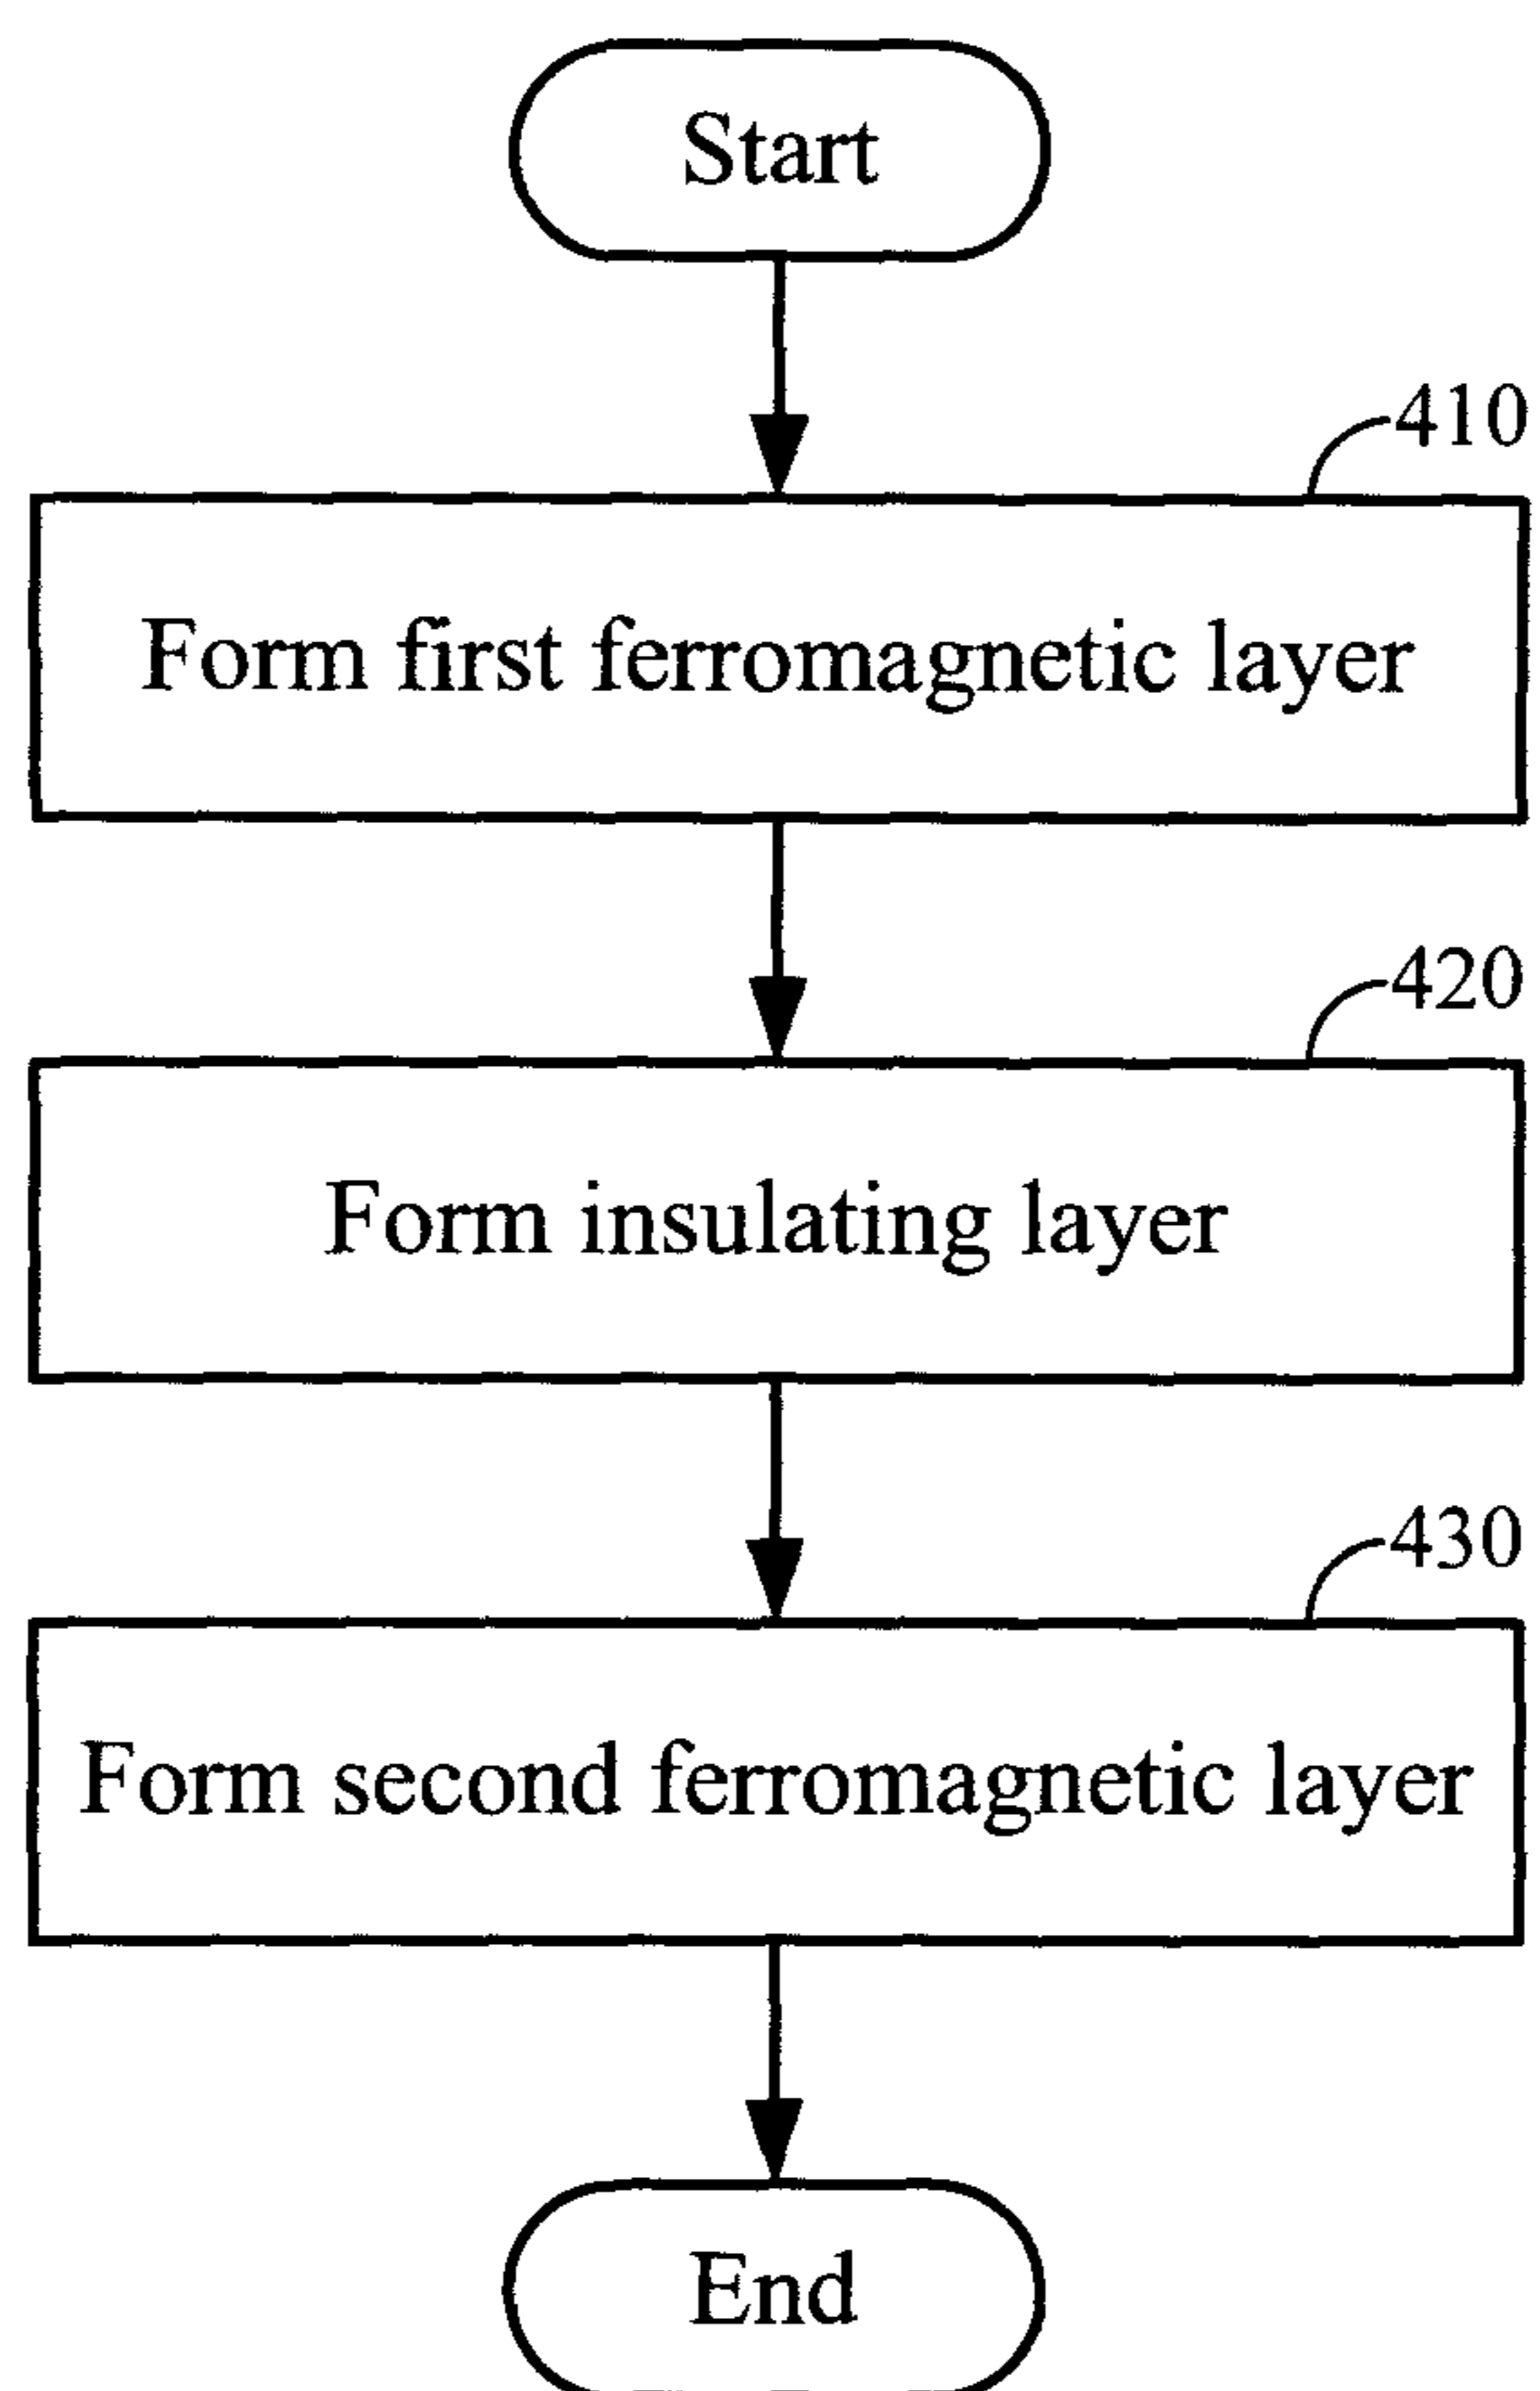 Start
410
Form first ferromagnetic layer
420
Form insulating layer
430
Form second ferromagnetic layer
End